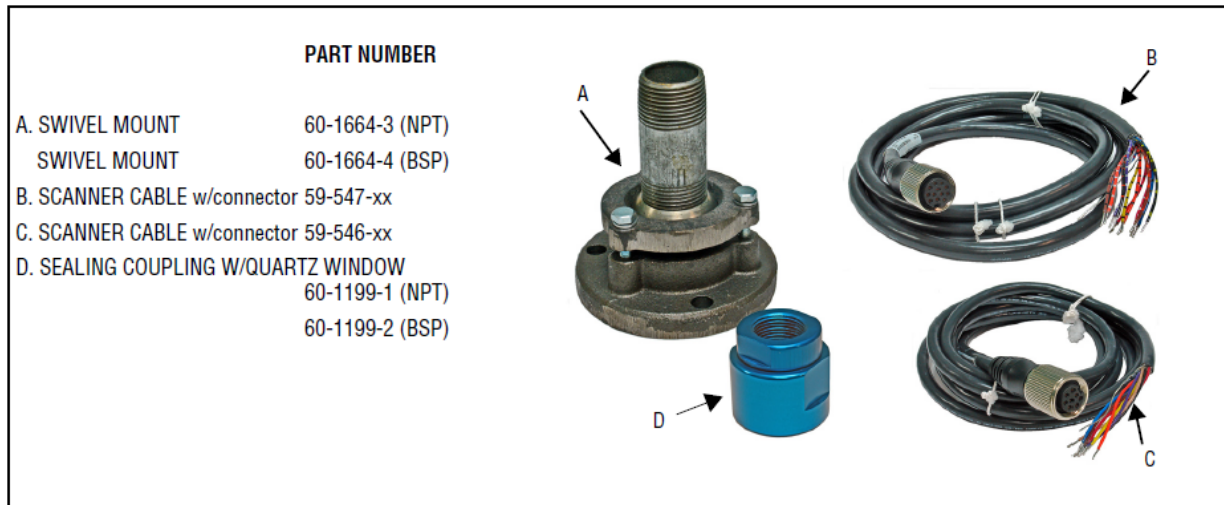 PART NUMBER
A. SWIVEL MOUNT 60-1664-3 (NPT)
SWIVEL MOUNT 60-1664-4 (BSP)
B. SCANNER CABLE w/connector 59-547-xx
C. SCANNER CABLE w/connector 59-546-xx
D. SEALING COUPLING W/QUARTZ WINDOW
60-1199-1 (NPT)
60-1199-2 (BSP)
A
B
D
C